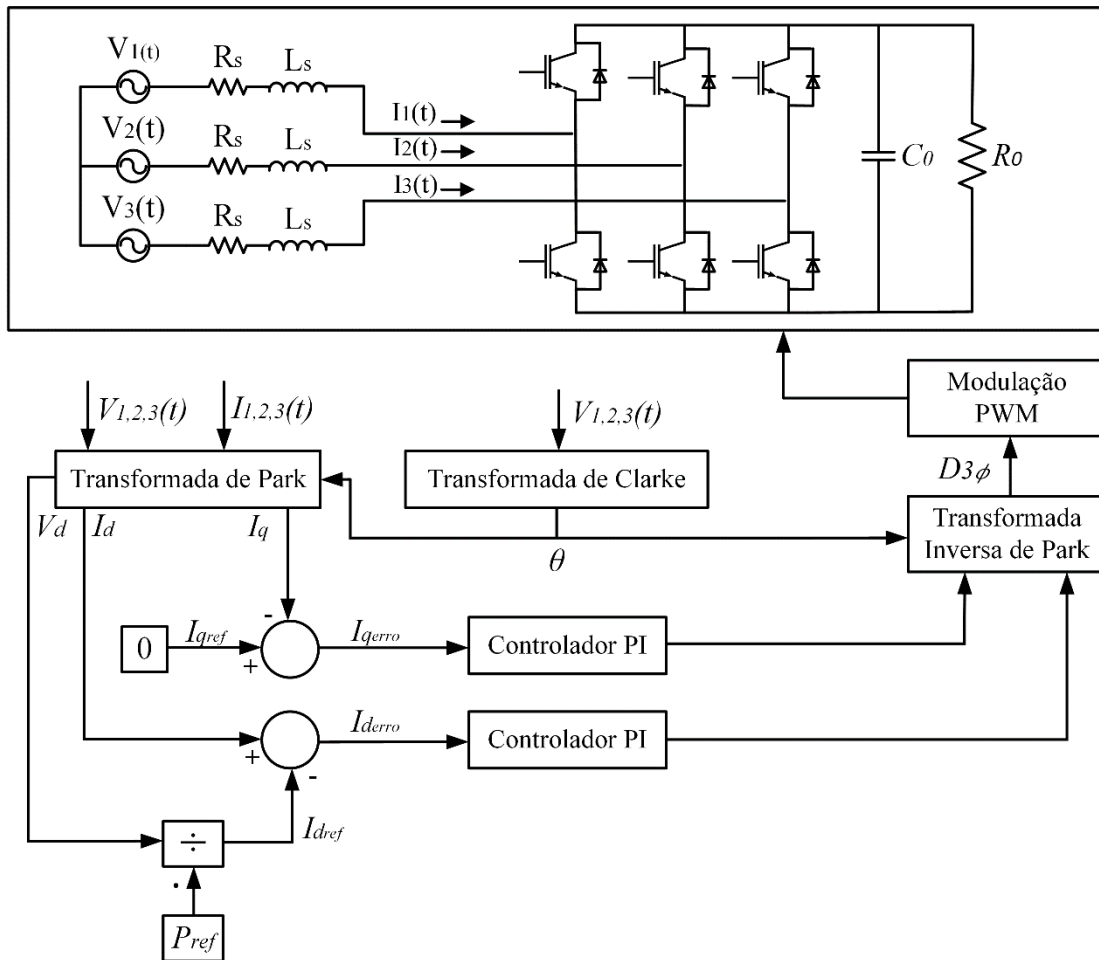 V1(t)
Rs
Ls
V2(t)
Rs
Ls
V3(t)
Rs
Ls
I1(t)
I2(t)
I3(t)
C0
R0
V1,2,3(t)
I1,2,3(t)
V1,2,3(t)
Modulação
PWM
Transformada de Park
Transformada de Clarke
D3ϕ
Vd
Id
Iq
θ
Transformada
Inversa de Park
-
0
Iqref
+
Iqerro
Controlador PI
Iderro
Controlador PI
+
-
Idref
÷
Pref